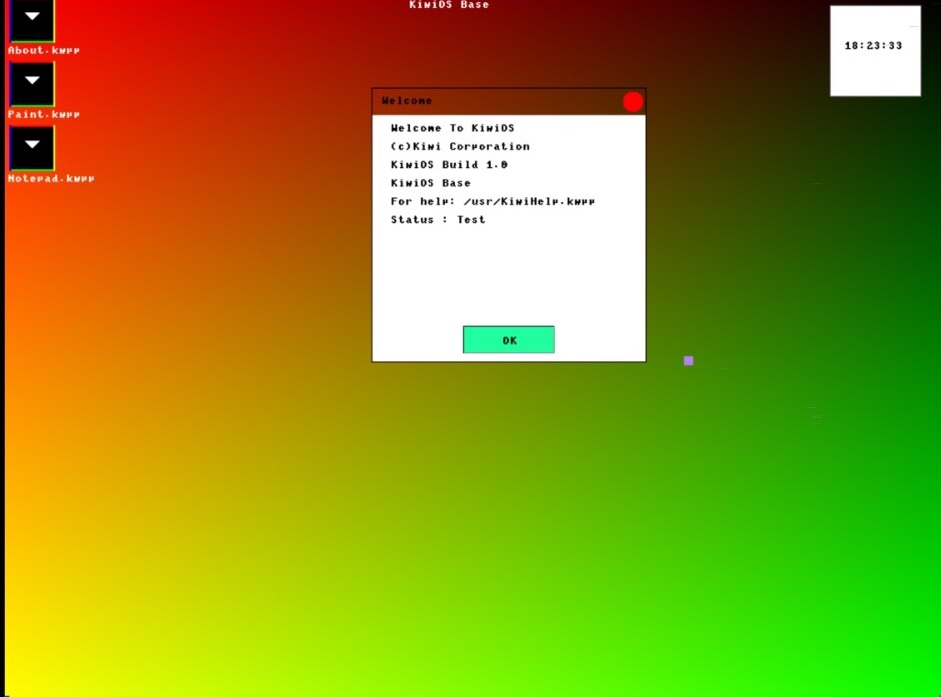 KiwiOS Base
18:23:33
About.kwpp
Paint.kwpp
Notepad.kwpp
Welcome
Welcome To KiwiOS
(c)Kiwi Corporation
KiwiOS Build 1.0
KiwiOS Base
For help: /usr/KiwiHelp.kwpp
Status : Test
OK